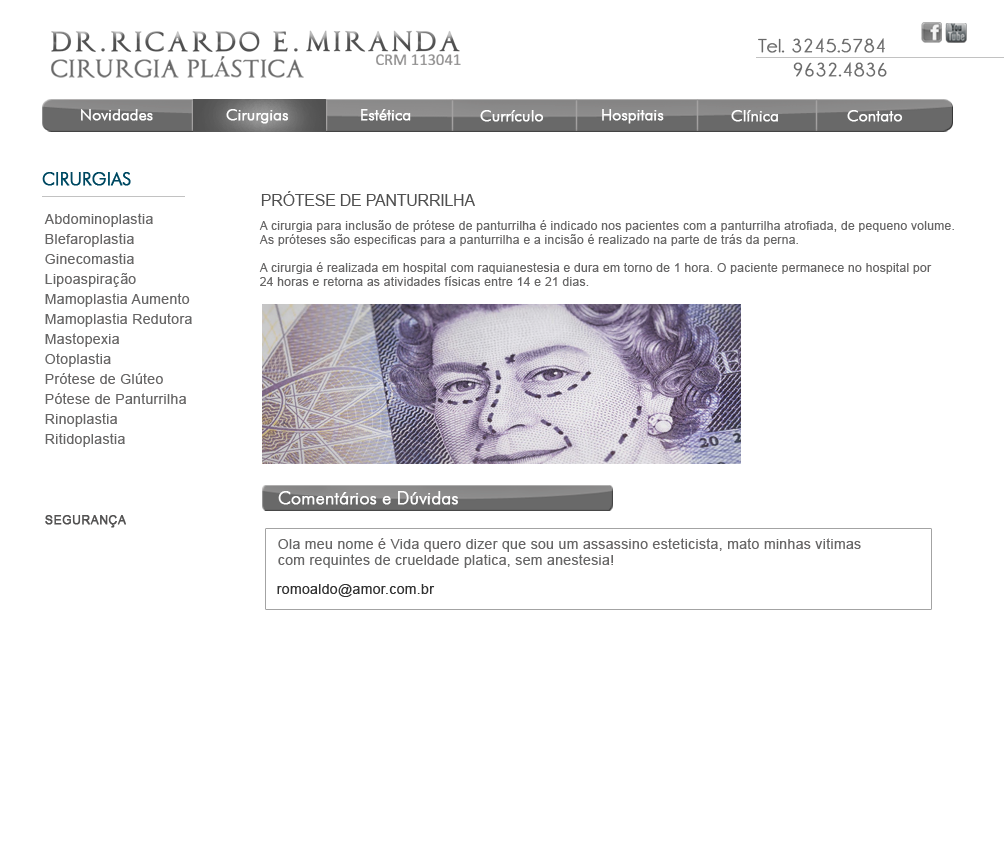 DR. RICARDO E. MIRANDA
CIRURGIA PLÁSTICA
CRM 113041
Tel. 3245.5784
9632.4836
f
You Tube
Novidades
Cirurgias
Estética
Currículo
Hospitais
Clínica
Contato
CIRURGIAS
Abdominoplastia
Blefaroplastia
Ginecomastia
Lipoaspiração
Mamoplastia Aumento
Mamoplastia Redutora
Mastopexia
Otoplastia
Prótese de Glúteo
Pótese de Panturrilha
Rinoplastia
Ritidoplastia
SEGURANÇA
PRÓTESE DE PANTURRILHA
A cirurgia para inclusão de prótese de panturrilha é indicado nos pacientes com a panturrilha atrofiada, de pequeno volume.
As próteses são especificas para a panturrilha e a incisão é realizado na parte de trás da perna.
A cirurgia é realizada em hospital com raquianestesia e dura em torno de 1 hora. O paciente permanece no hospital por
24 horas e retorna as atividades físicas entre 14 e 21 dias.
20
Comentários e Dúvidas
Ola meu nome é Vida quero dizer que sou um assassino esteticista, mato minhas vitimas
com requintes de crueldade platica, sem anestesia!
romoaldo@amor.com.br